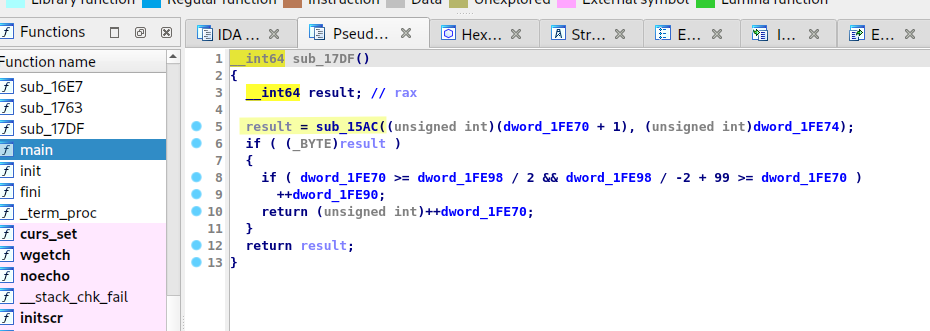 Library function Regular function Instruction Data Unexplored External symbol Lumina function
Functions
IDA ...
Pseud...
Hex...
Str...
E...
I...
E...
Function name
sub_16E7
sub_1763
sub_17DF
main
init
fini
_term_proc
curs_set
wgetch
noecho
__stack_chk_fail
initscr
1 __int64 sub_17DF()
2 {
3 __int64 result; // rax
4
5 result = sub_15AC((unsigned int)(dword_1FE70 + 1), (unsigned int)dword_1FE74);
6 if ( (_BYTE)result )
7 {
8 if ( dword_1FE70 >= dword_1FE98 / 2 && dword_1FE98 / -2 + 99 >= dword_1FE70 )
9 ++dword_1FE90;
10 return (unsigned int)++dword_1FE70;
11 }
12 return result;
13 }